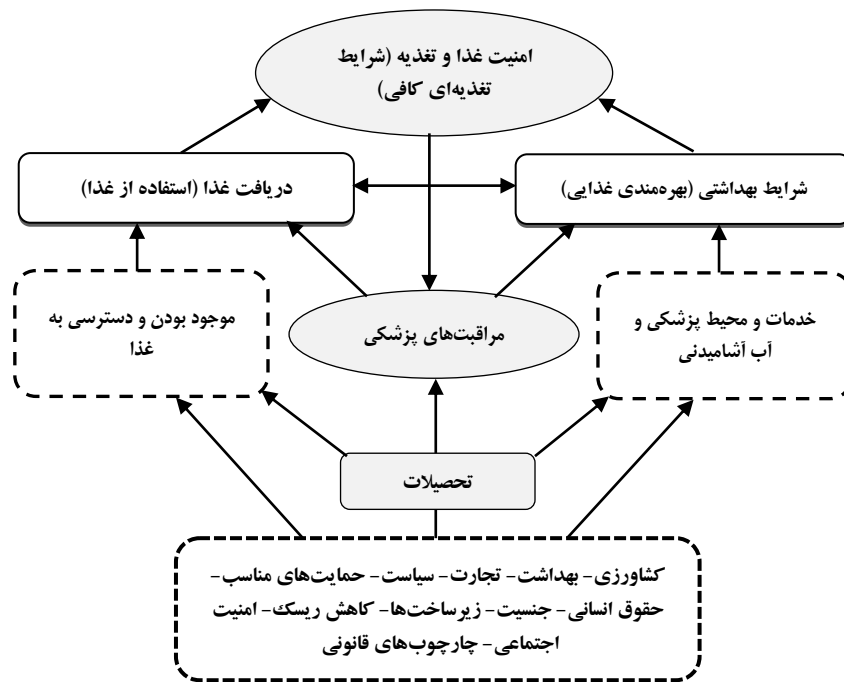 امنیت غذا و تغذیه (شرایط
تغذیه‌ای کافی)
شرایط بهداشتی (بهره‌مندی غذایی)
دریافت غذا (استفاده از غذا)
خدمات و محیط پزشکی و
آب آشامیدنی
مراقبت‌های پزشکی
موجود بودن و دسترسی به
غذا
تحصیلات
کشاورزی- بهداشت- تجارت- سیاست- حمایت‌های مناسب-
حقوق انسانی- جنسیت- زیرساخت‌ها- کاهش ریسک- امنیت
اجتماعی- چارچوب‌های قانونی